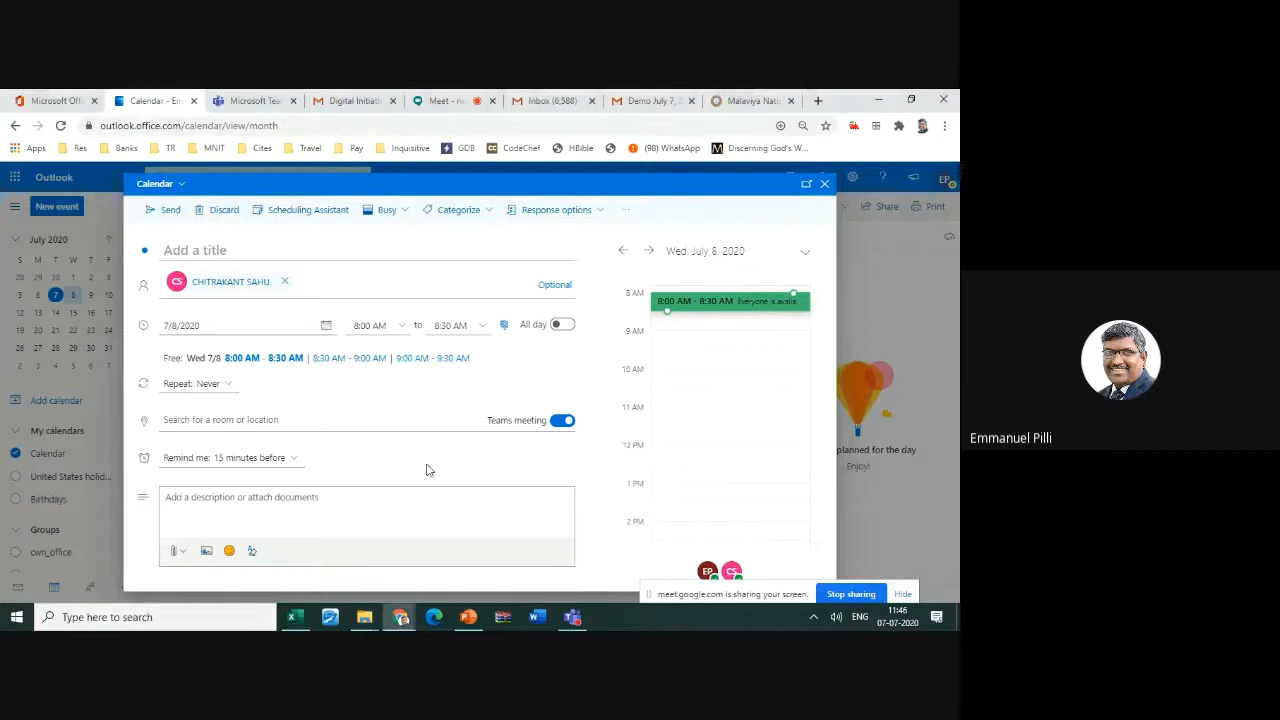 Microsoft Offi
Calendar - Em
Microsoft Tea
Digital Initiati
Meet - rw
Inbox (6,588)
Demo July 7, 2
Malaviya Nati
outlook.office.com/calendar/view/month
Apps
Res
Banks
TR
MNIT
Cites
Travel
Pay
Inquisitive
GDB
CC CodeChef
HBible
(98) WhatsApp
M Discerning God's W...
Outlook
Calendar
EP
New event
Send
Discard
Scheduling Assistant
Busy
Categorize
Response options
...
Share
Print
July 2020
S M T W T F S
28 29 30 1 2 3 4
5 6 7 8 9 10 11
12 13 14 15 16 17 18
19 20 21 22 23 24 25
26 27 28 29 30 31 1
2 3 4 5 6 7 8
Add calendar
My calendars
Calendar
United States holid...
Birthdays
Groups
cwn_office
Add a title
CS CHITRAKANT SAHU
Optional
7/8/2020
8:00 AM
to
8:30 AM
All day
Free: Wed 7/8 8:00 AM - 8:30 AM | 8:30 AM - 9:00 AM | 9:00 AM - 9:30 AM
Repeat: Never
Search for a room or location
Teams meeting
Remind me: 15 minutes before
Add a description or attach documents
Wed, July 8, 2020
8 AM
8:00 AM - 8:30 AM Everyone is availa
9 AM
10 AM
11 AM
12 PM
1 PM
2 PM
EP
CS
planned for the day
Enjoy!
meet.google.com is sharing your screen.
Stop sharing
Hide
Type here to search
ENG
11:46
07-07-2020
Emmanuel Pilli